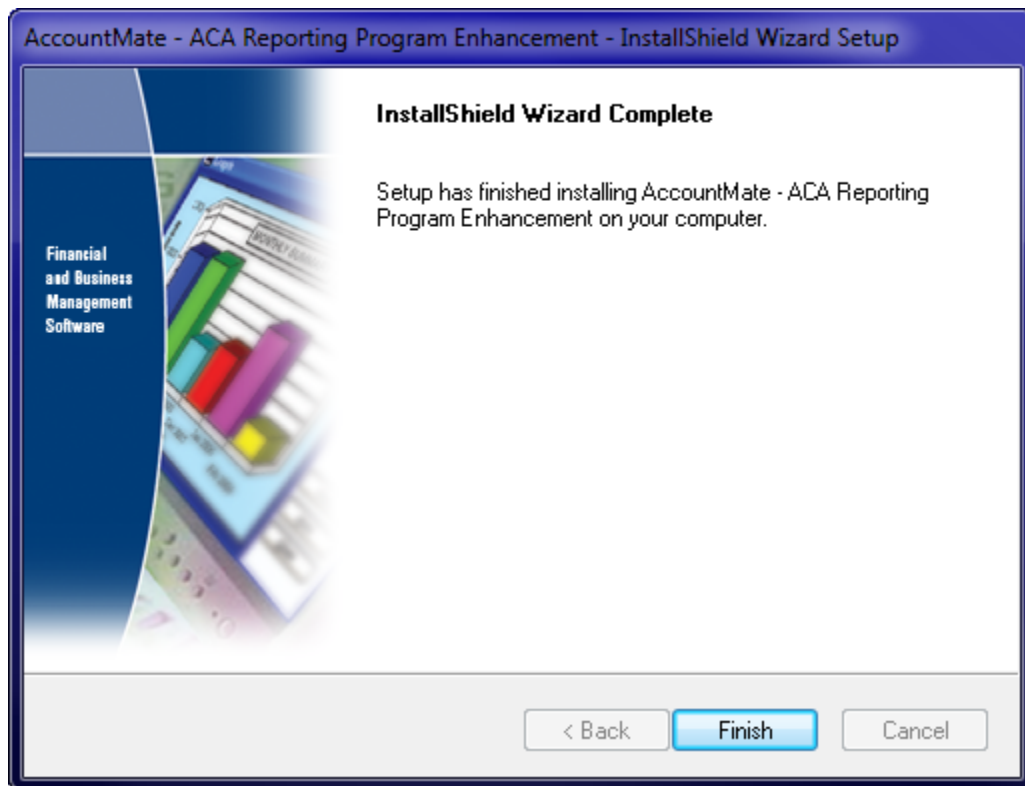 AccountMate - ACA Reporting Program Enhancement - InstallShield Wizard Setup
InstallShield Wizard Complete
Setup has finished installing AccountMate - ACA Reporting
Program Enhancement on your computer.
Financial
and Business
Management
Software
< Back
Finish
Cancel